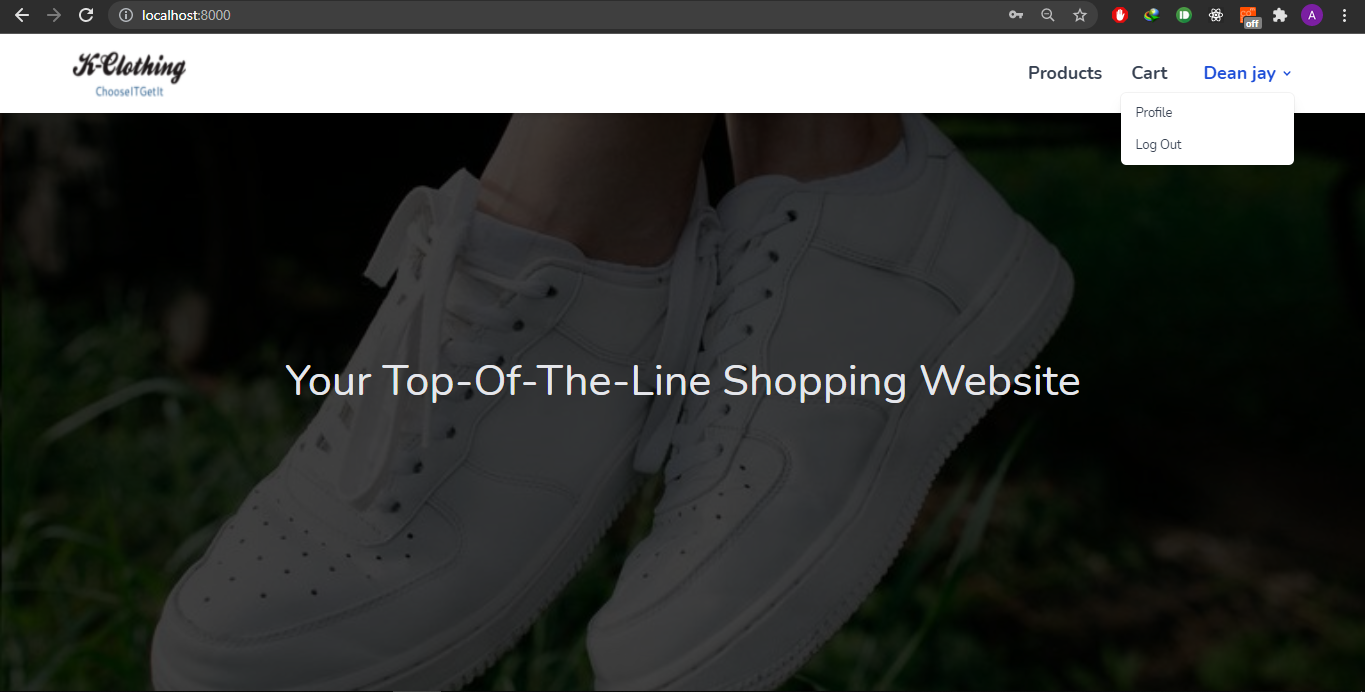 localhost:8000
off
A
K-Clothing
ChooseITGetIt
Products Cart Dean jay
Profile
Log Out
Your Top-Of-The-Line Shopping Website